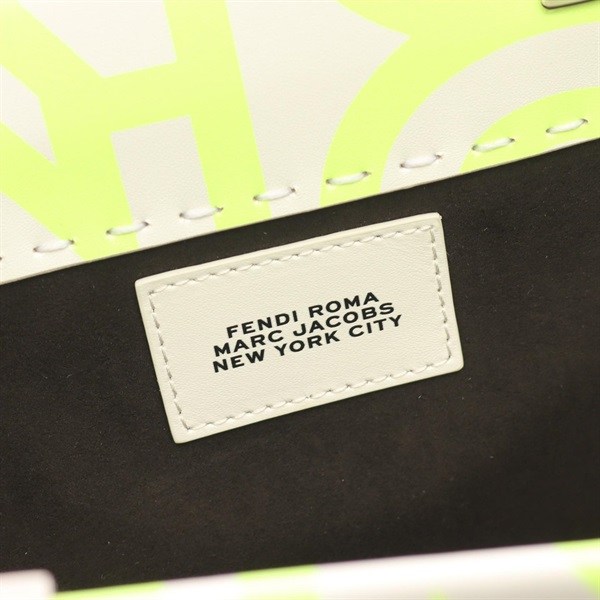 FENDI ROMA
MARC JACOBS
NEW YORK CITY